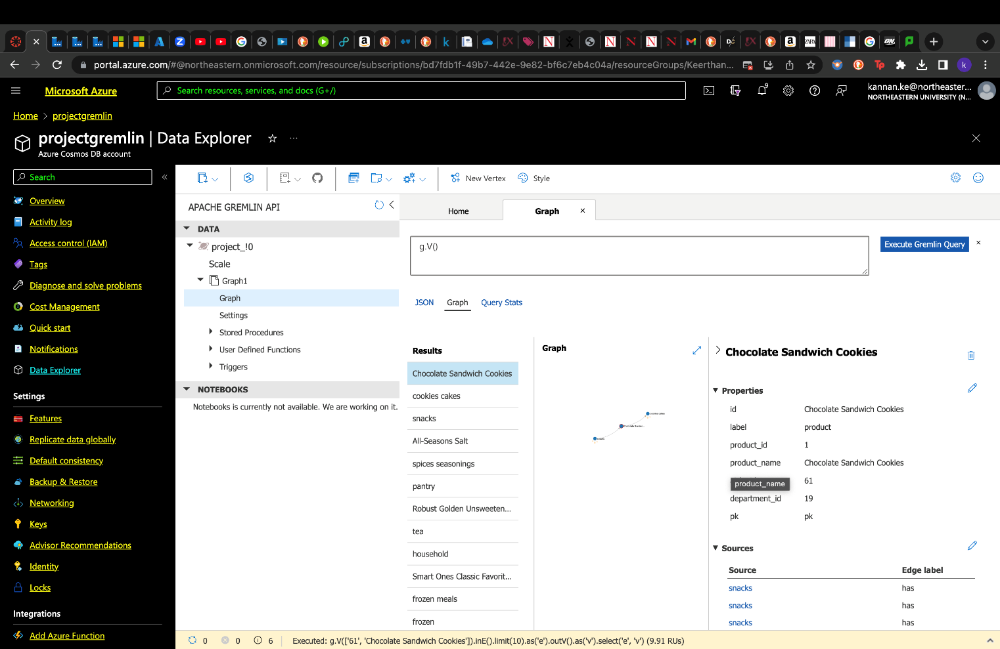 portal.azure.com/#@northeastern.onmicrosoft.com/resource/subscriptions/bd7fdb1f-49b7-442e-9e82-bf6c7eb4c04a/resourceGroups/Keerthan...
Microsoft Azure
Search resources, services, and docs (G+/)
kannan.ke@northeaster...
NORTHEASTERN UNIVERSITY (N...
Home > projectgremlin
projectgremlin | Data Explorer
Azure Cosmos DB account
Search
Overview
Activity log
Access control (IAM)
Tags
Diagnose and solve problems
Cost Management
Quick start
Notifications
Data Explorer
Settings
Features
Replicate data globally
Default consistency
Backup & Restore
Networking
Keys
Advisor Recommendations
Identity
Locks
Integrations
Add Azure Function
New Vertex
Style
APACHE GREMLIN API
DATA
project_!0
Scale
Graph1
Graph
Settings
Stored Procedures
User Defined Functions
Triggers
NOTEBOOKS
Notebooks is currently not available. We are working on it.
Home
Graph
g.V()
Execute Gremlin Query
JSON
Graph
Query Stats
Results
Chocolate Sandwich Cookies
cookies cakes
snacks
All-Seasons Salt
spices seasonings
pantry
Robust Golden Unsweeten...
tea
household
Smart Ones Classic Favorit...
frozen meals
frozen
Graph
cookies cakes
Chocolate Sandwi...
snacks
Chocolate Sandwich Cookies
Properties
id Chocolate Sandwich Cookies
label product
product_id 1
product_name Chocolate Sandwich Cookies
61
product_name
department_id 19
pk pk
Sources
Source Edge label
snacks has
snacks has
snacks has
0 0 6 Executed: g.V(['61', 'Chocolate Sandwich Cookies']).inE().limit(10).as('e').outV().as('v').select('e', 'v') (9.91 RUs)